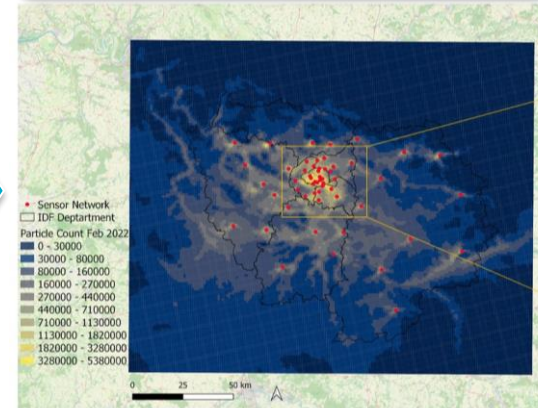 Sensor Network
IDF Deptartment
Particle Count Feb 2022
0 - 30000
30000 - 80000
80000 - 160000
160000 - 270000
270000 - 440000
440000 - 710000
710000 - 1130000
1130000 - 1820000
1820000 - 3280000
3280000 - 5380000
0 25 50 km